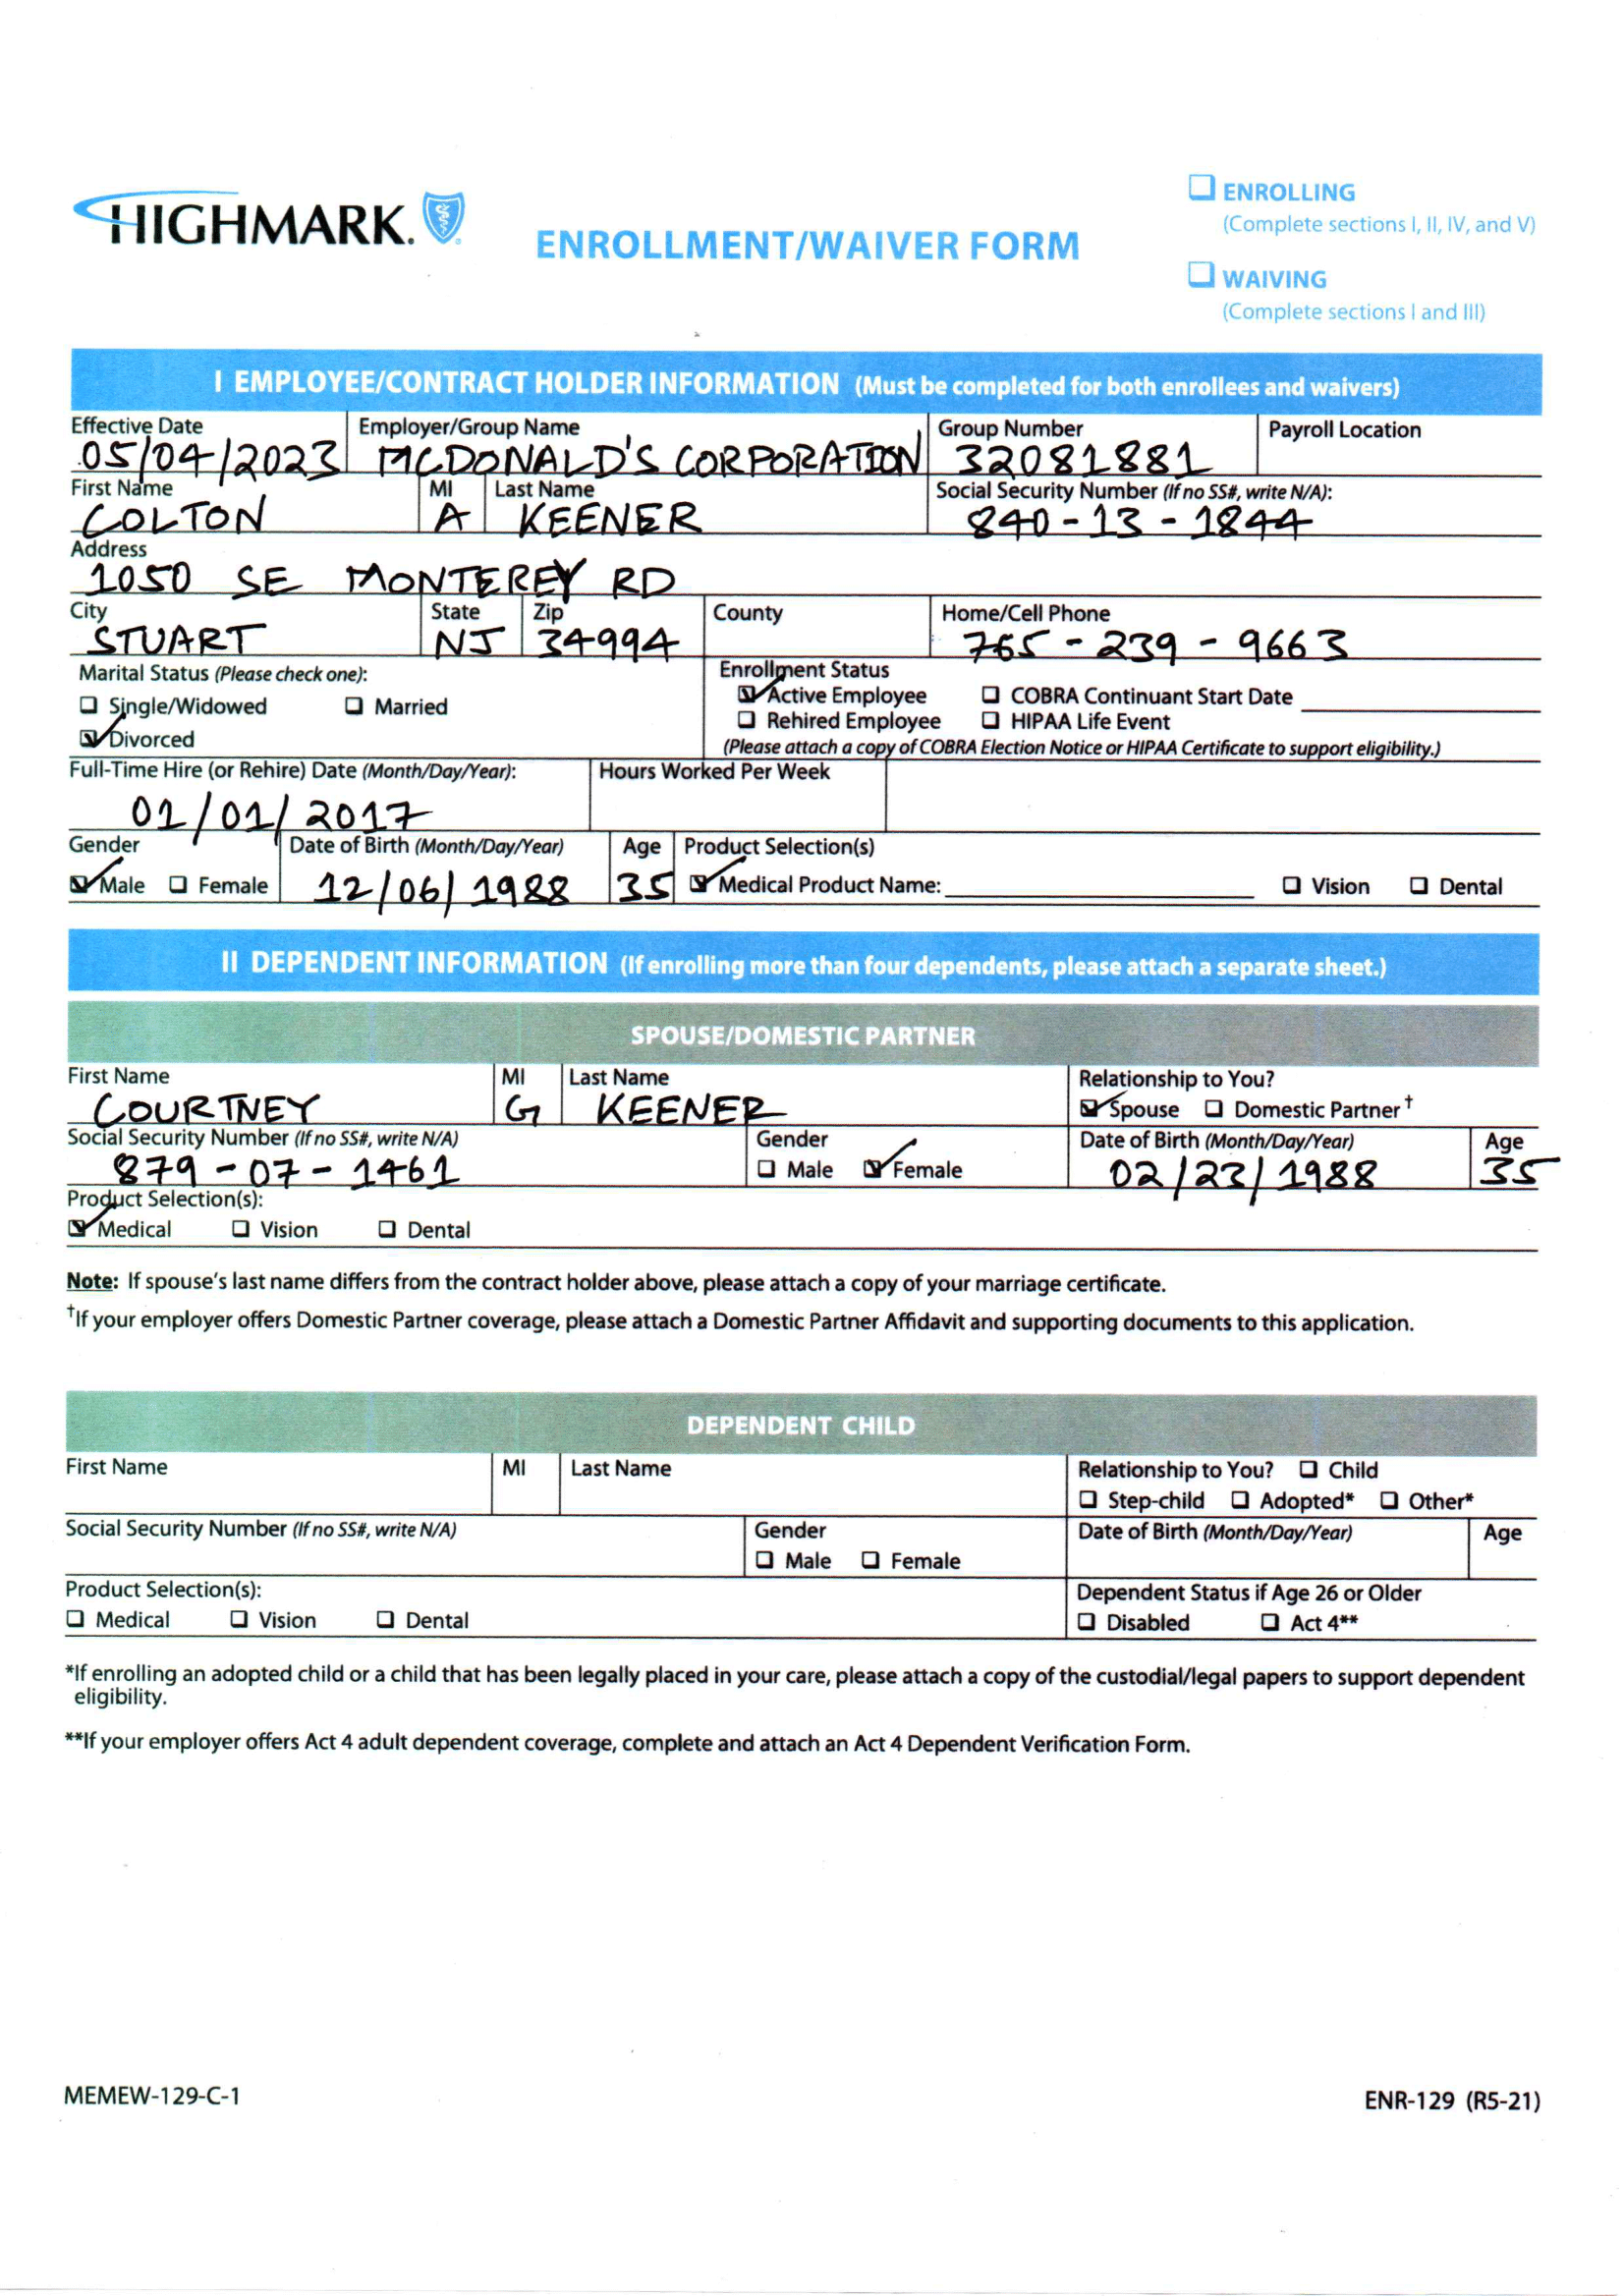 HIGHMARK.
ENROLLMENT/WAIVER FORM
ENROLLING
(Complete sections I, II, IV, and V)
WAIVING
(Complete sections I and III)
I EMPLOYEE/CONTRACT HOLDER INFORMATION (Must be completed for both enrollees and waivers)
Effective Date Employer/Group Name Group Number Payroll Location
05/04/2023 MCDONALD'S CORPORATION 32081881
First Name MI Last Name Social Security Number (If no SS#, write N/A):
COLTON A KEENER 840-13-1844
Address
1050 SE MONTEREY RD
City State Zip County Home/Cell Phone
STUART NJ 34994 765-239-9663
Marital Status (Please check one): Enrollment Status
Single/Widowed Married Active Employee COBRA Continuant Start Date
Divorced Rehired Employee HIPAA Life Event
(Please attach a copy of COBRA Election Notice or HIPAA Certificate to support eligibility.)
Full-Time Hire (or Rehire) Date (Month/Day/Year): Hours Worked Per Week
01/01/2017
Gender Date of Birth (Month/Day/Year) Age Product Selection(s)
Male Female 12/06/1988 35 Medical Product Name: Vision Dental
II DEPENDENT INFORMATION (If enrolling more than four dependents, please attach a separate sheet.)
SPOUSE/DOMESTIC PARTNER
First Name MI Last Name Relationship to You?
COURTNEY G KEENER Spouse Domestic Partner†
Social Security Number (If no SS#, write N/A) Gender Date of Birth (Month/Day/Year) Age
879-07-1461 Male Female 02/23/1988 35
Product Selection(s):
Medical Vision Dental
Note: If spouse's last name differs from the contract holder above, please attach a copy of your marriage certificate.
†If your employer offers Domestic Partner coverage, please attach a Domestic Partner Affidavit and supporting documents to this application.
DEPENDENT CHILD
First Name MI Last Name Relationship to You? Child
Step-child Adopted* Other*
Social Security Number (If no SS#, write N/A) Gender Date of Birth (Month/Day/Year) Age
Male Female
Product Selection(s): Dependent Status if Age 26 or Older
Medical Vision Dental Disabled Act 4**
*If enrolling an adopted child or a child that has been legally placed in your care, please attach a copy of the custodial/legal papers to support dependent
eligibility.
**If your employer offers Act 4 adult dependent coverage, complete and attach an Act 4 Dependent Verification Form.
MEMEW-129-C-1 ENR-129 (R5-21)